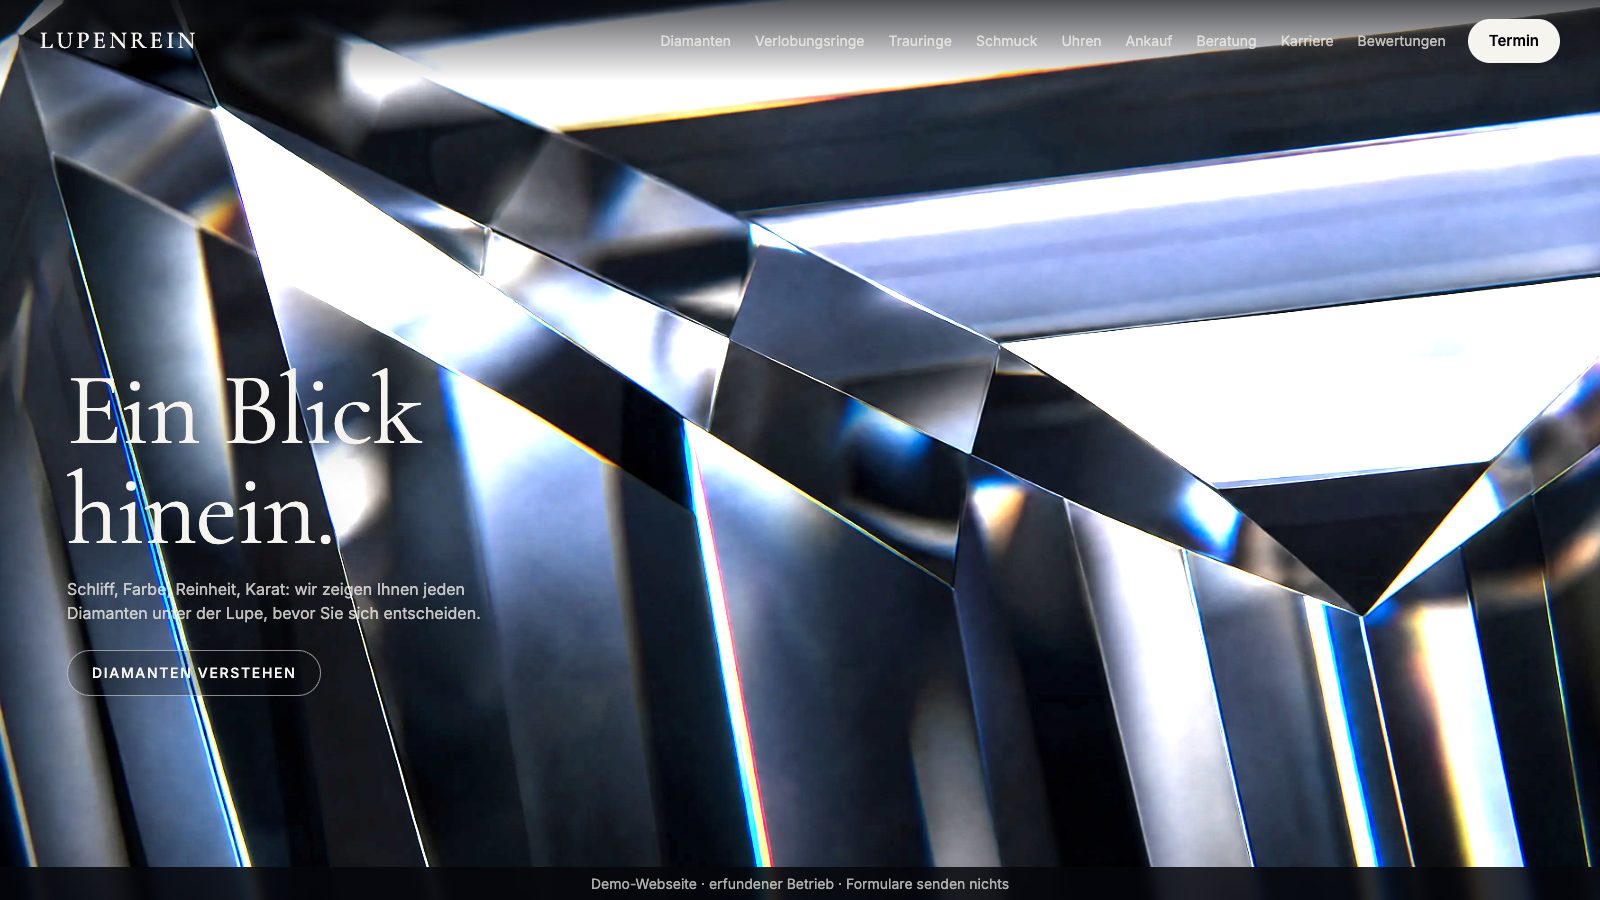 LUPENREIN
Diamanten Verlobungsringe Trauringe Schmuck Uhren Ankauf Beratung Karriere Bewertungen Termin
Ein Blick
hinein.
Schliff, Farbe, Reinheit, Karat: wir zeigen Ihnen jeden
Diamanten unter der Lupe, bevor Sie sich entscheiden.
DIAMANTEN VERSTEHEN
Demo-Webseite · erfundener Betrieb · Formulare senden nichts